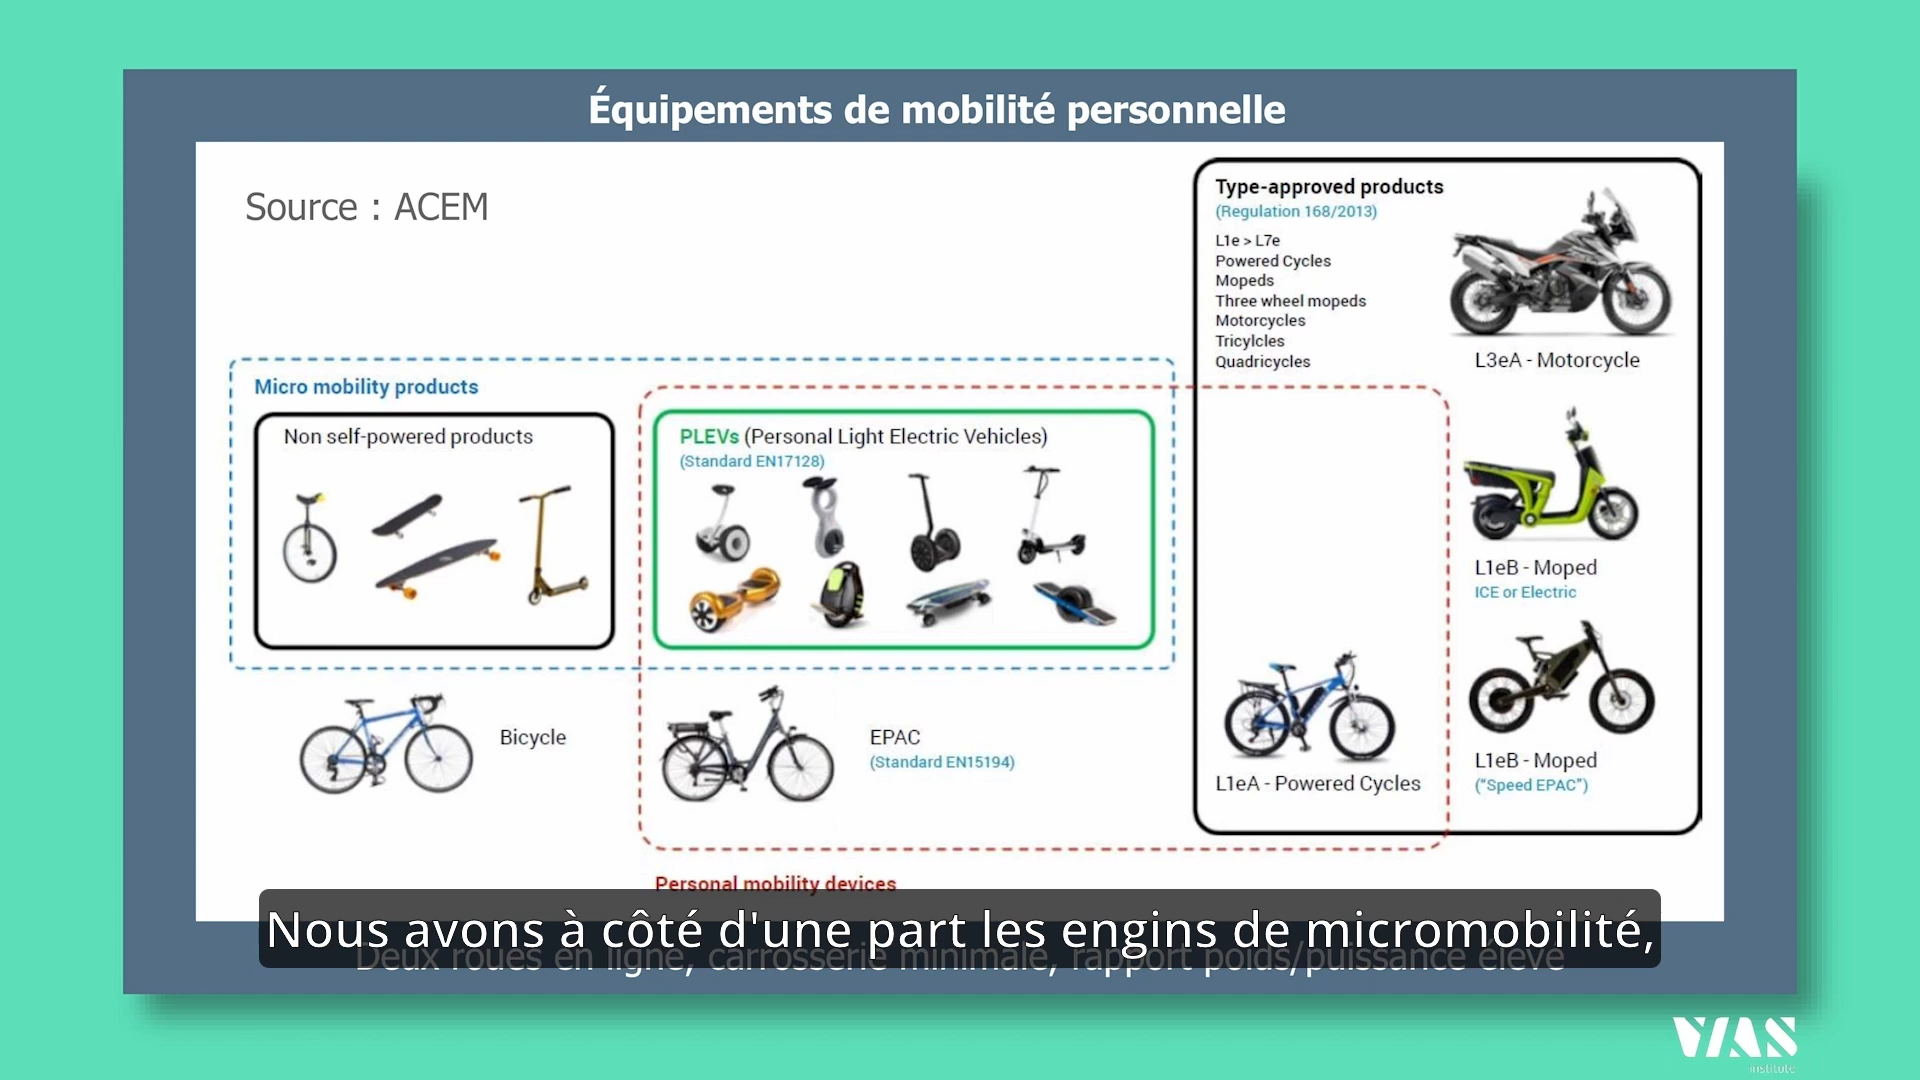 Équipements de mobilité personnelle
Source : ACEM
Type-approved products
(Regulation 168/2013)
L1e > L7e
Powered Cycles
Mopeds
Three wheel mopeds
Motorcycles
Tricylcles
Quadricycles
L3eA - Motorcycle
Micro mobility products
Non self-powered products
PLEVs (Personal Light Electric Vehicles)
(Standard EN17128)
L1eB - Moped
ICE or Electric
Bicycle
EPAC
(Standard EN15194)
L1eA - Powered Cycles
L1eB - Moped
("Speed EPAC")
Personal mobility devices
Nous avons à côté d'une part les engins de micromobilité,
Deux roues en ligne, carrosserie minimale, rapport poids/puissance élevé
VIAS
institute